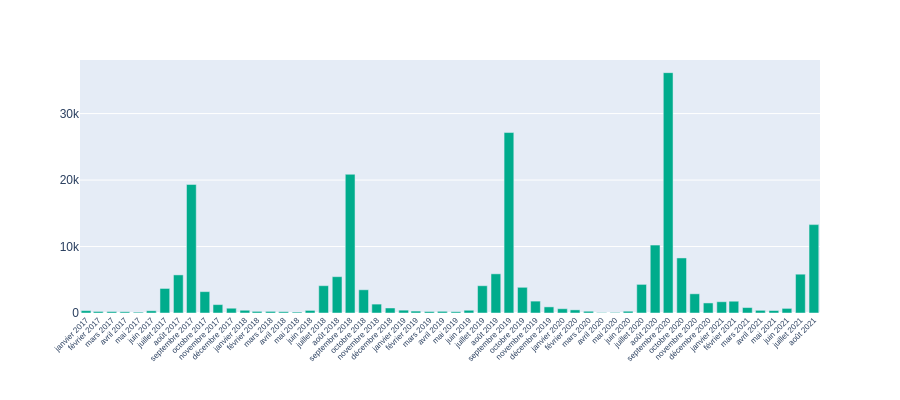 30k
20k
10k
0
janvier 2017
février 2017
mars 2017
avril 2017
mai 2017
juin 2017
juillet 2017
août 2017
septembre 2017
octobre 2017
novembre 2017
décembre 2017
janvier 2018
février 2018
mars 2018
avril 2018
mai 2018
juin 2018
juillet 2018
août 2018
septembre 2018
octobre 2018
novembre 2018
décembre 2018
janvier 2019
février 2019
mars 2019
avril 2019
mai 2019
juin 2019
juillet 2019
août 2019
septembre 2019
octobre 2019
novembre 2019
décembre 2019
janvier 2020
février 2020
mars 2020
avril 2020
mai 2020
juin 2020
juillet 2020
août 2020
septembre 2020
octobre 2020
novembre 2020
décembre 2020
janvier 2021
février 2021
mars 2021
avril 2021
mai 2021
juin 2021
juillet 2021
août 2021